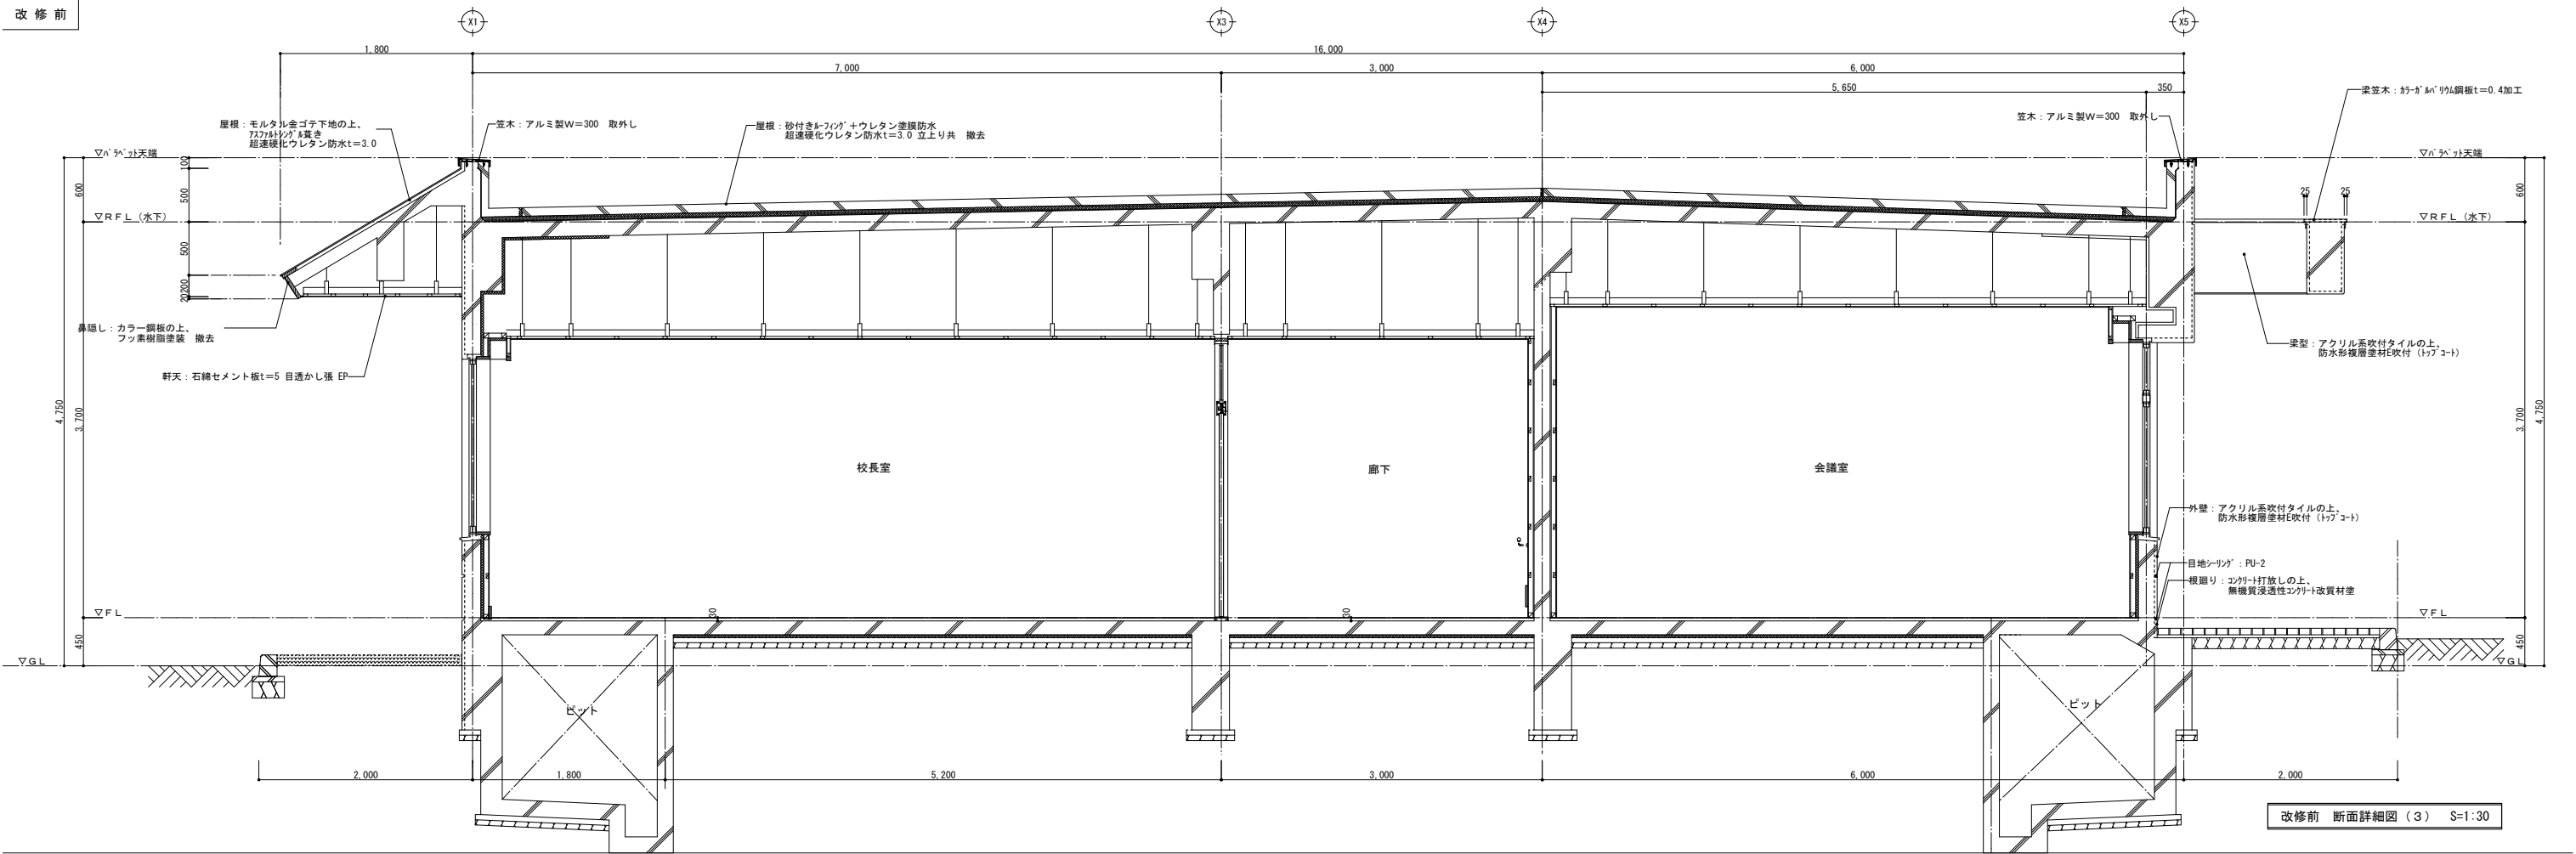 改修前
X1
X3
X4
X5
1,800
16,000
7,000
3,000
6,000
5,650
350
屋根：モルタル金ゴテ下地の上、
ｱｽﾌｧﾙﾄｼﾝｸﾞﾙ葺き
超速硬化ウレタン防水t=3.0
笠木：アルミ製W=300　取外し
屋根：砂付きﾙｰﾌｨﾝｸﾞ＋ウレタン塗膜防水
超速硬化ウレタン防水t=3.0 立上り共　撤去
笠木：アルミ製W=300　取外し
梁笠木：ｶﾗｰｶﾞﾙﾊﾞﾘｳﾑ鋼板t=0.4加工
▽ﾊﾟﾗﾍﾟｯﾄ天端
▽ﾊﾟﾗﾍﾟｯﾄ天端
100
600
500
600
25
25
▽RFL（水下）
▽RFL（水下）
500
200
20
鼻隠し：カラー鋼板の上、
フッ素樹脂塗装　撤去
軒天：石綿セメント板t=5 目透かし張 EP
梁型：アクリル系吹付タイルの上、
防水形複層塗材E吹付（ﾄｯﾌﾟｺｰﾄ）
4,750
3,700
3,700
4,750
校長室
廊下
会議室
外壁：アクリル系吹付タイルの上、
防水形複層塗材E吹付（ﾄｯﾌﾟｺｰﾄ）
目地ｼｰﾘﾝｸﾞ：PU-2
根廻り：ｺﾝｸﾘｰﾄ打放しの上、
無機質浸透性ｺﾝｸﾘｰﾄ改質材塗
▽FL
30
30
▽FL
450
450
▽GL
▽GL
ピット
ピット
2,000
1,800
5,200
3,000
6,000
2,000
改修前　断面詳細図（3）　S=1:30